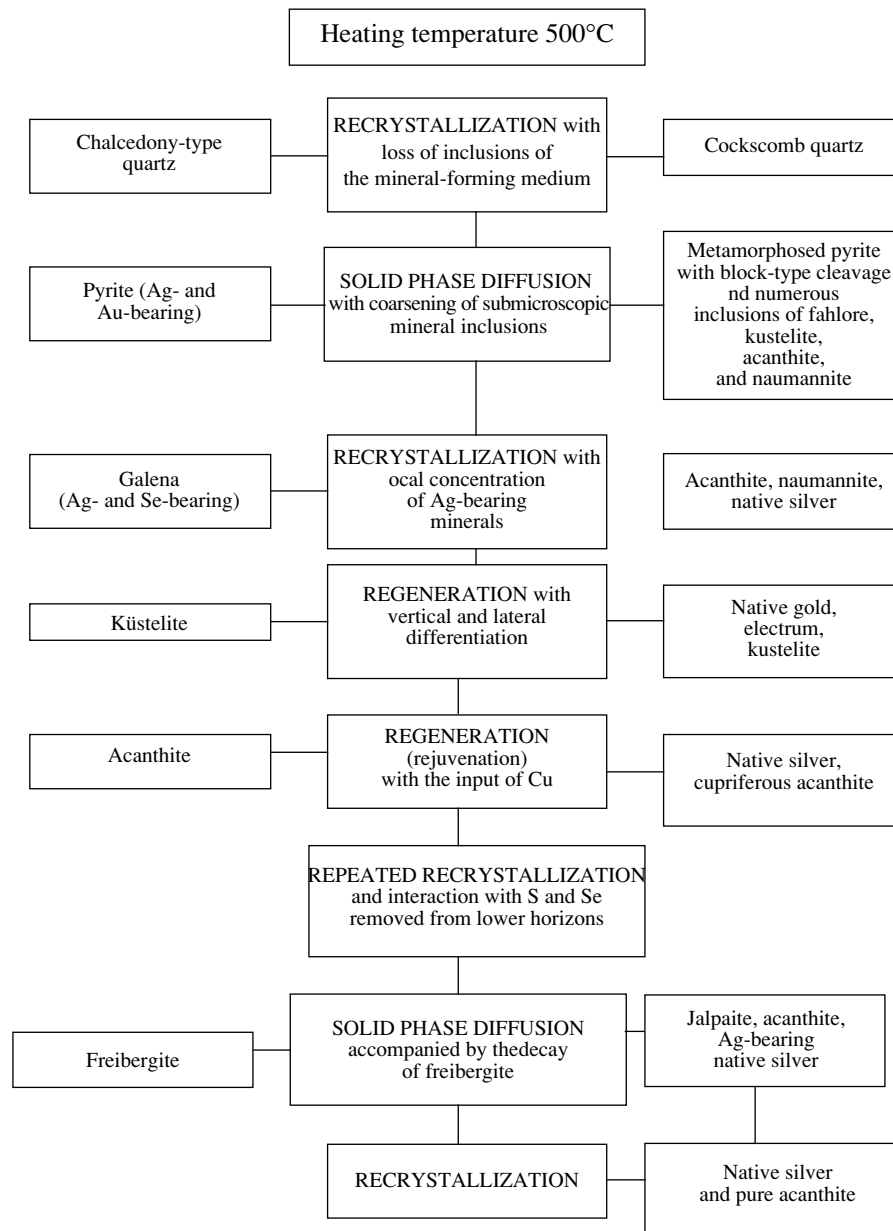 Heating temperature 500°C
Chalcedony-type
quartz
RECRYSTALLIZATION with
loss of inclusions of
the mineral-forming medium
Cockscomb quartz
Pyrite (Ag- and
Au-bearing)
SOLID PHASE DIFFUSION
with coarsening of submicroscopic
mineral inclusions
Metamorphosed pyrite
with block-type cleavage
nd numerous
inclusions of fahlore,
kustelite,
acanthite,
and naumannite
Galena
(Ag- and Se-bearing)
RECRYSTALLIZATION with
ocal concentration
of Ag-bearing
minerals
Acanthite, naumannite,
native silver
Küstelite
REGENERATION with
vertical and lateral
differentiation
Native gold,
electrum,
kustelite
Acanthite
REGENERATION
(rejuvenation)
with the input of Cu
Native silver,
cupriferous acanthite
REPEATED RECRYSTALLIZATION
and interaction with S and Se
removed from lower horizons
Freibergite
SOLID PHASE DIFFUSION
accompanied by thedecay
of freibergite
Jalpaite, acanthite,
Ag-bearing
native silver
RECRYSTALLIZATION
Native silver
and pure acanthite